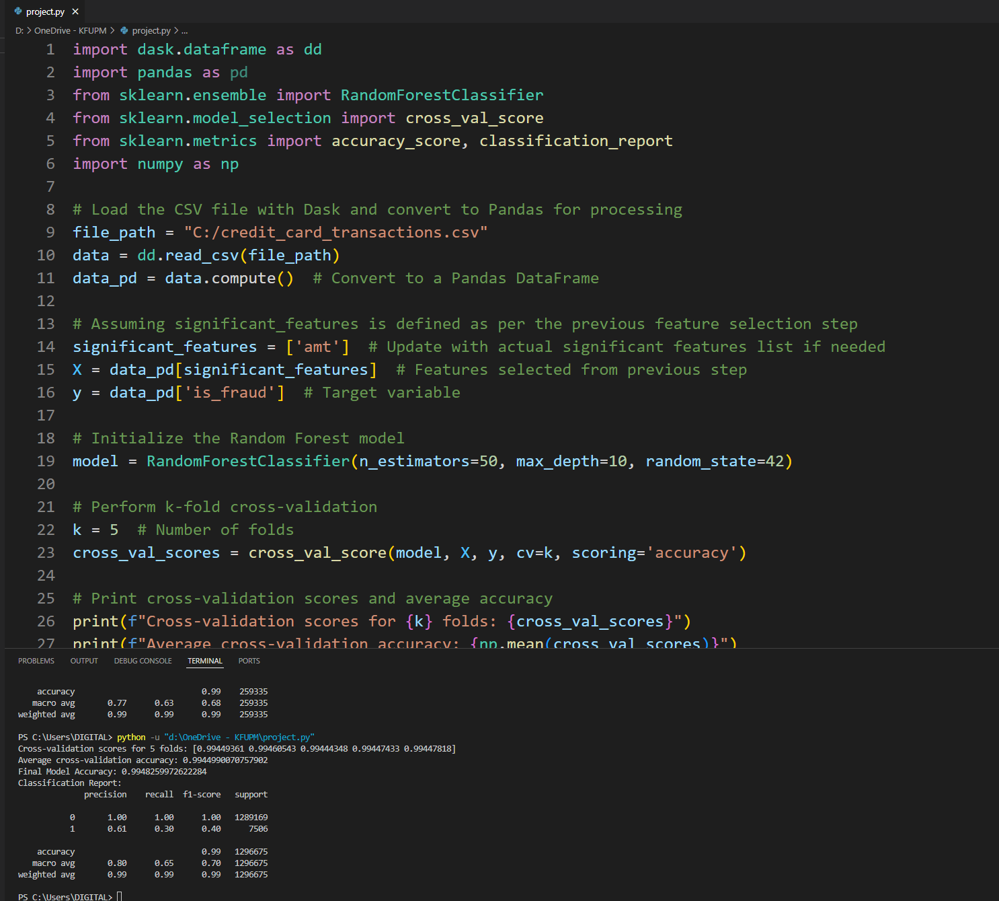 project.py ×
D: > OneDrive - KFUPM > project.py > ...
1 import dask.dataframe as dd
2 import pandas as pd
3 from sklearn.ensemble import RandomForestClassifier
4 from sklearn.model_selection import cross_val_score
5 from sklearn.metrics import accuracy_score, classification_report
6 import numpy as np
7
8 # Load the CSV file with Dask and convert to Pandas for processing
9 file_path = "C:/credit_card_transactions.csv"
10 data = dd.read_csv(file_path)
11 data_pd = data.compute()  # Convert to a Pandas DataFrame
12
13 # Assuming significant_features is defined as per the previous feature selection step
14 significant_features = ['amt']  # Update with actual significant features list if needed
15 X = data_pd[significant_features]  # Features selected from previous step
16 y = data_pd['is_fraud']  # Target variable
17
18 # Initialize the Random Forest model
19 model = RandomForestClassifier(n_estimators=50, max_depth=10, random_state=42)
20
21 # Perform k-fold cross-validation
22 k = 5  # Number of folds
23 cross_val_scores = cross_val_score(model, X, y, cv=k, scoring='accuracy')
24
25 # Print cross-validation scores and average accuracy
26 print(f"Cross-validation scores for {k} folds: {cross_val_scores}")
27 print(f"Average cross-validation accuracy: {np.mean(cross_val_scores)}")
PROBLEMS OUTPUT DEBUG CONSOLE TERMINAL PORTS
accuracy 0.99 259335
macro avg 0.77 0.63 0.68 259335
weighted avg 0.99 0.99 0.99 259335
PS C:\Users\DIGITAL> python -u "d:\OneDrive - KFUPM\project.py"
Cross-validation scores for 5 folds: [0.99449361 0.99460543 0.99444348 0.99447433 0.99447818]
Average cross-validation accuracy: 0.9944990070757902
Final Model Accuracy: 0.9948259972622284
Classification Report:
precision recall f1-score support
0 1.00 1.00 1.00 1289169
1 0.61 0.30 0.40 7506
accuracy 0.99 1296675
macro avg 0.80 0.65 0.70 1296675
weighted avg 0.99 0.99 0.99 1296675
PS C:\Users\DIGITAL>